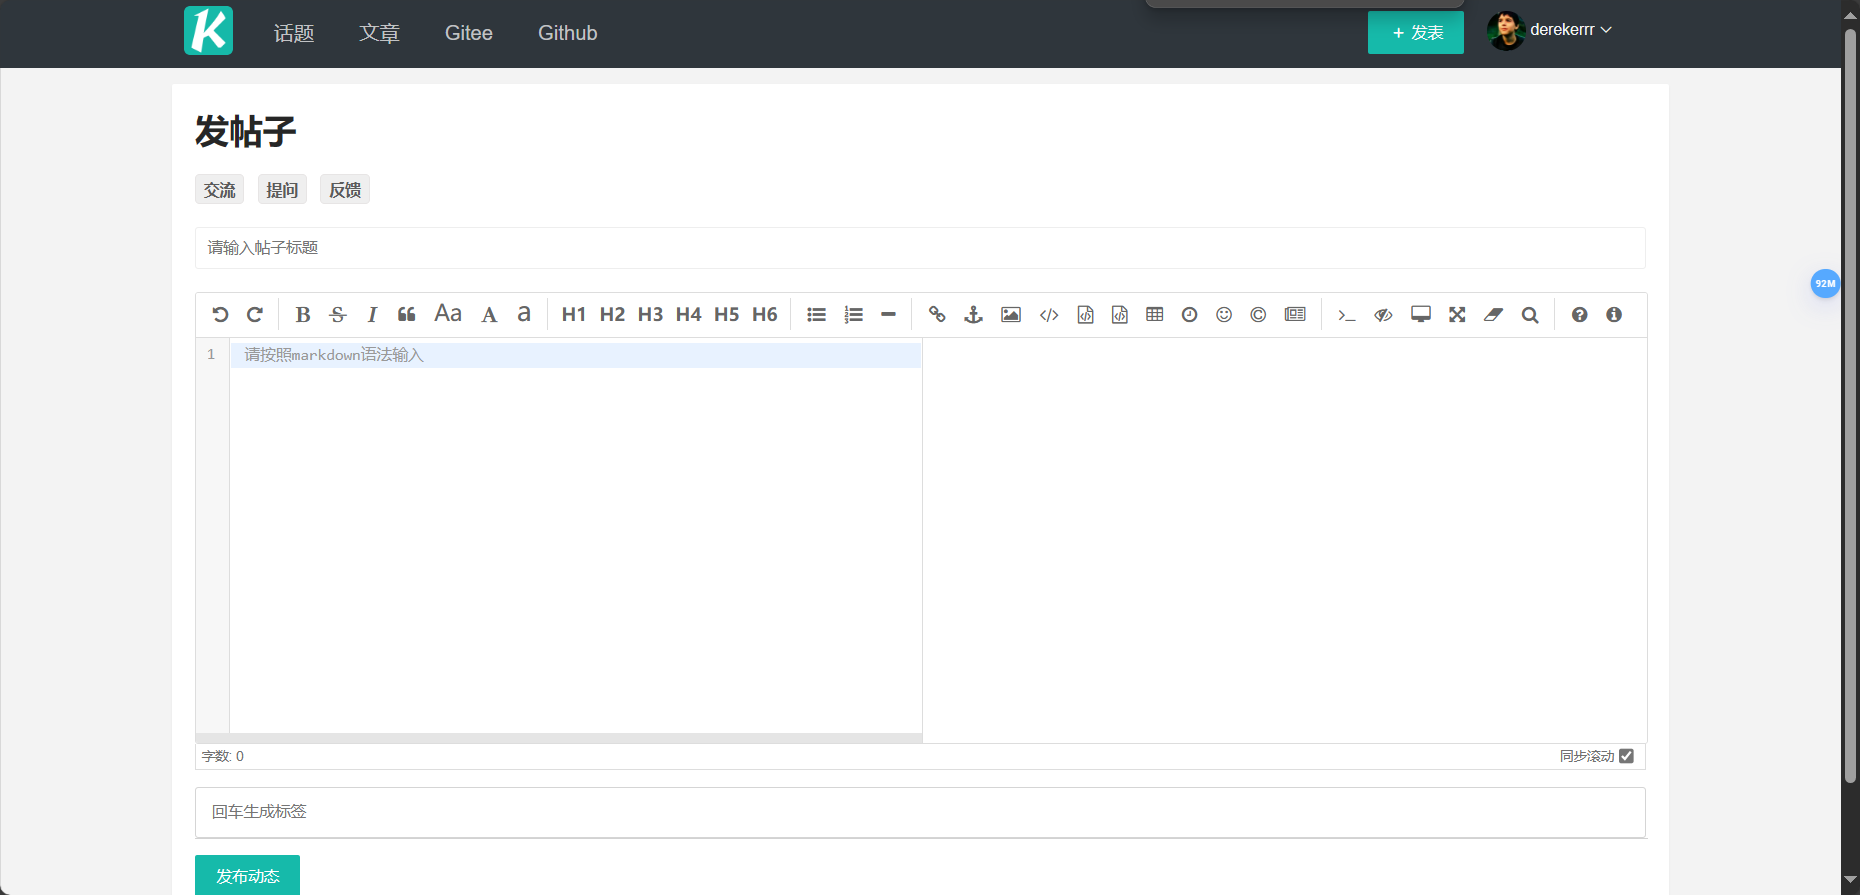 K 话题 文章 Gitee Github + 发表 derekerrr
发帖子
交流 提问 反馈
请输入帖子标题
92M
B S I Aa A a H1 H2 H3 H4 H5 H6
1 请按照markdown语法输入
字数: 0 同步滚动
回车生成标签
发布动态